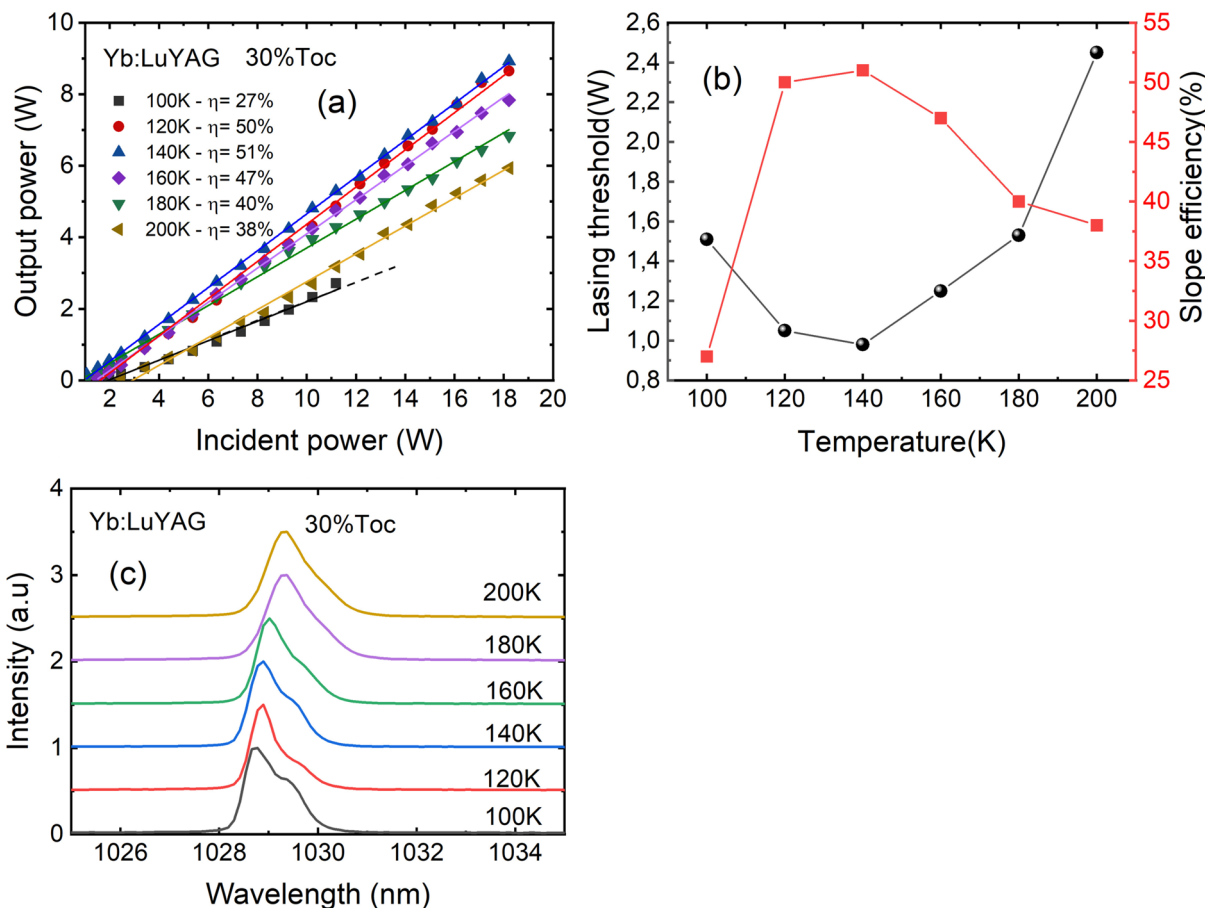 Yb:LuYAG 30%Toc
(a)
100K - η= 27%
120K - η= 50%
140K - η= 51%
160K - η= 47%
180K - η= 40%
200K - η= 38%
Output power (W)
10
8
6
4
2
0
2 4 6 8 10 12 14 16 18 20
Incident power (W)
(b)
Lasing threshold(W)
2,6
2,4
2,2
2,0
1,8
1,6
1,4
1,2
1,0
0,8
100 120 140 160 180 200
Temperature(K)
55
50
45
40
35
30
25
Slope efficiency(%)
Yb:LuYAG 30%Toc
(c)
Intensity (a.u)
4
3
2
1
0
200K
180K
160K
140K
120K
100K
1026 1028 1030 1032 1034
Wavelength (nm)